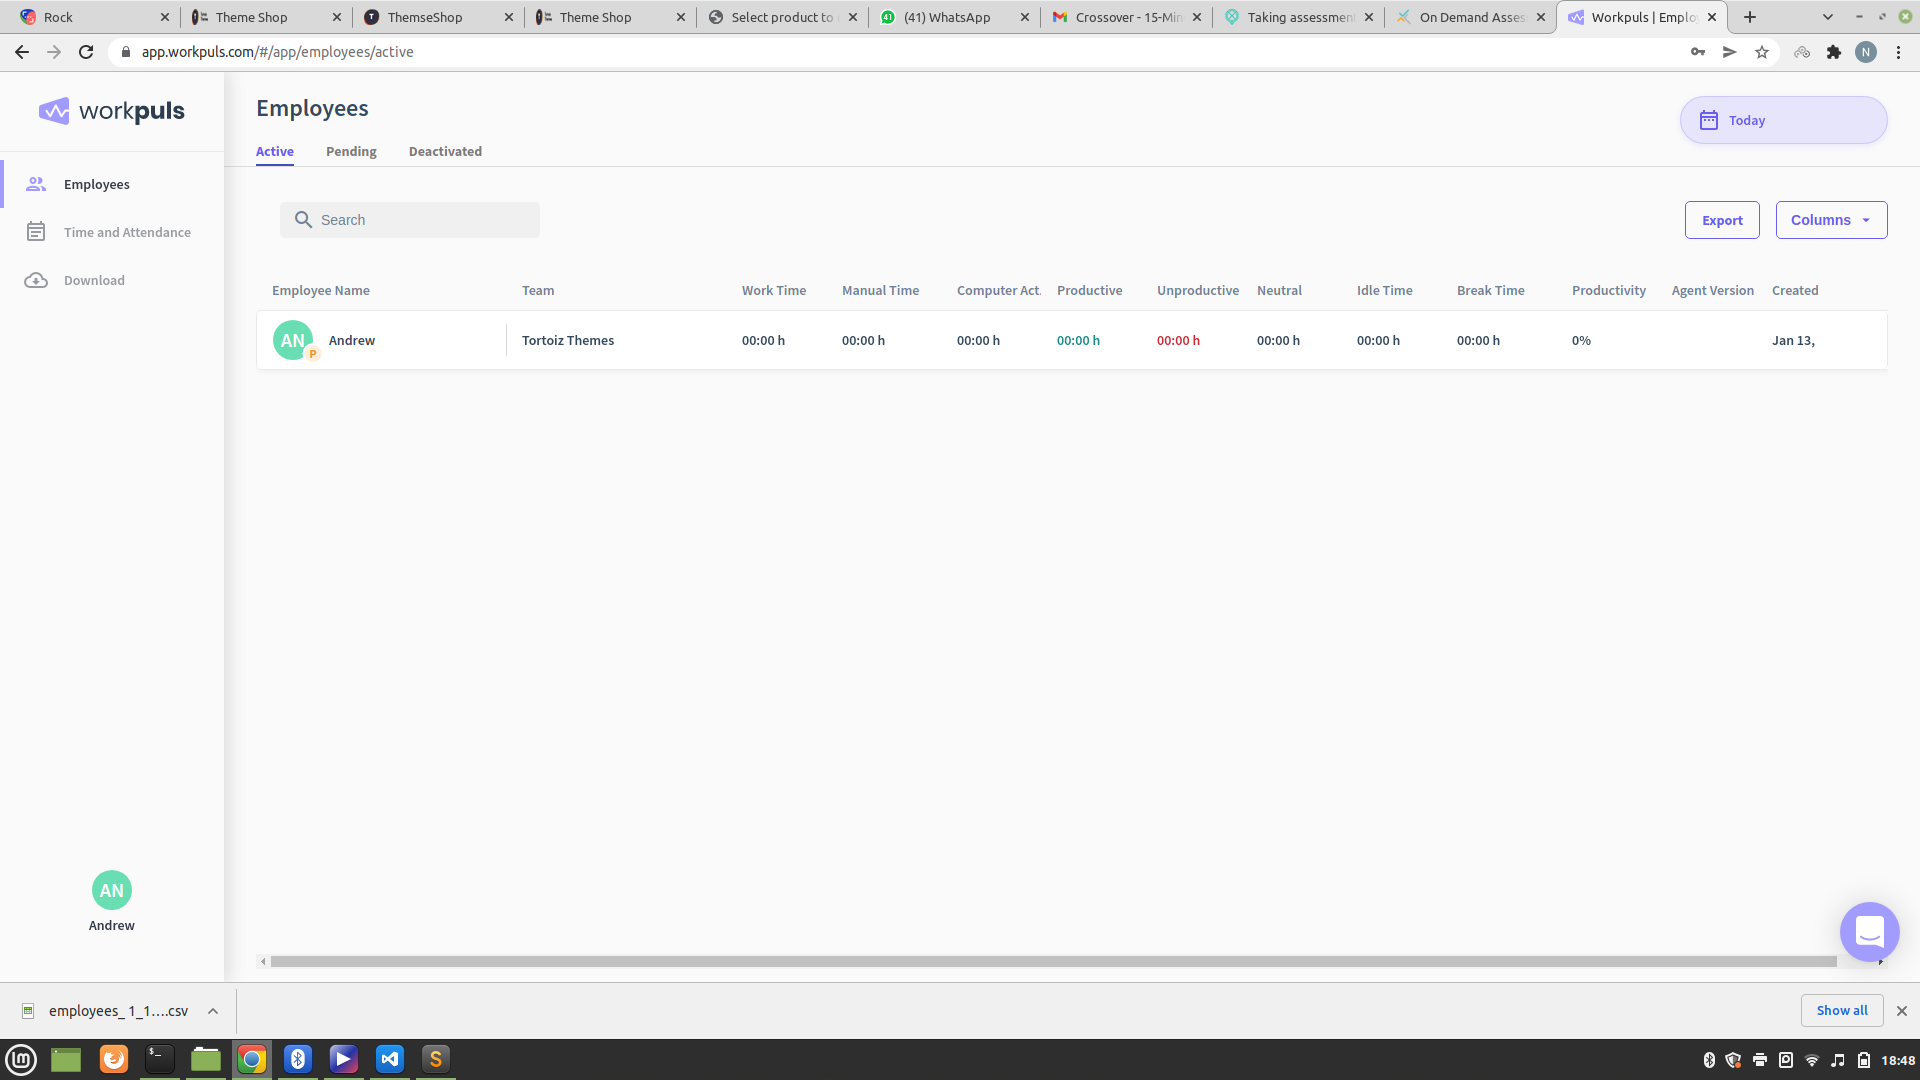 Rock
Theme Shop
ThemseShop
Theme Shop
Select product to
(41) WhatsApp
Crossover - 15-Min
Taking assessment
On Demand Asses
Workpuls | Emplo
app.workpuls.com/#/app/employees/active
N
workpuls
Employees
Today
Active Pending Deactivated
Employees
Time and Attendance
Download
Search
Export
Columns
Employee Name Team Work Time Manual Time Computer Act. Productive Unproductive Neutral Idle Time Break Time Productivity Agent Version Created
AN P Andrew Tortoiz Themes 00:00 h 00:00 h 00:00 h 00:00 h 00:00 h 00:00 h 00:00 h 00:00 h 0% Jan 13,
AN
Andrew
employees_ 1_1....csv
Show all
18:48